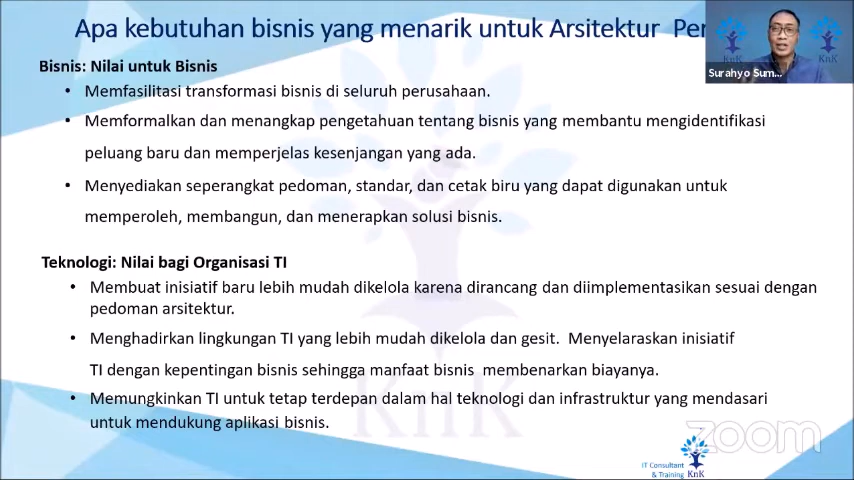 Apa kebutuhan bisnis yang menarik untuk Arsitektur Per
KnK
KnK
Surahyo Sum...
Bisnis: Nilai untuk Bisnis
• Memfasilitasi transformasi bisnis di seluruh perusahaan.
• Memformalkan dan menangkap pengetahuan tentang bisnis yang membantu mengidentifikasi
peluang baru dan memperjelas kesenjangan yang ada.
• Menyediakan seperangkat pedoman, standar, dan cetak biru yang dapat digunakan untuk
memperoleh, membangun, dan menerapkan solusi bisnis.
Teknologi: Nilai bagi Organisasi TI
• Membuat inisiatif baru lebih mudah dikelola karena dirancang dan diimplementasikan sesuai dengan
pedoman arsitektur.
• Menghadirkan lingkungan TI yang lebih mudah dikelola dan gesit. Menyelaraskan inisiatif
TI dengan kepentingan bisnis sehingga manfaat bisnis membenarkan biayanya.
• Memungkinkan TI untuk tetap terdepan dalam hal teknologi dan infrastruktur yang mendasari
untuk mendukung aplikasi bisnis.
KnK
zoom
IT Consultant
& Training KnK